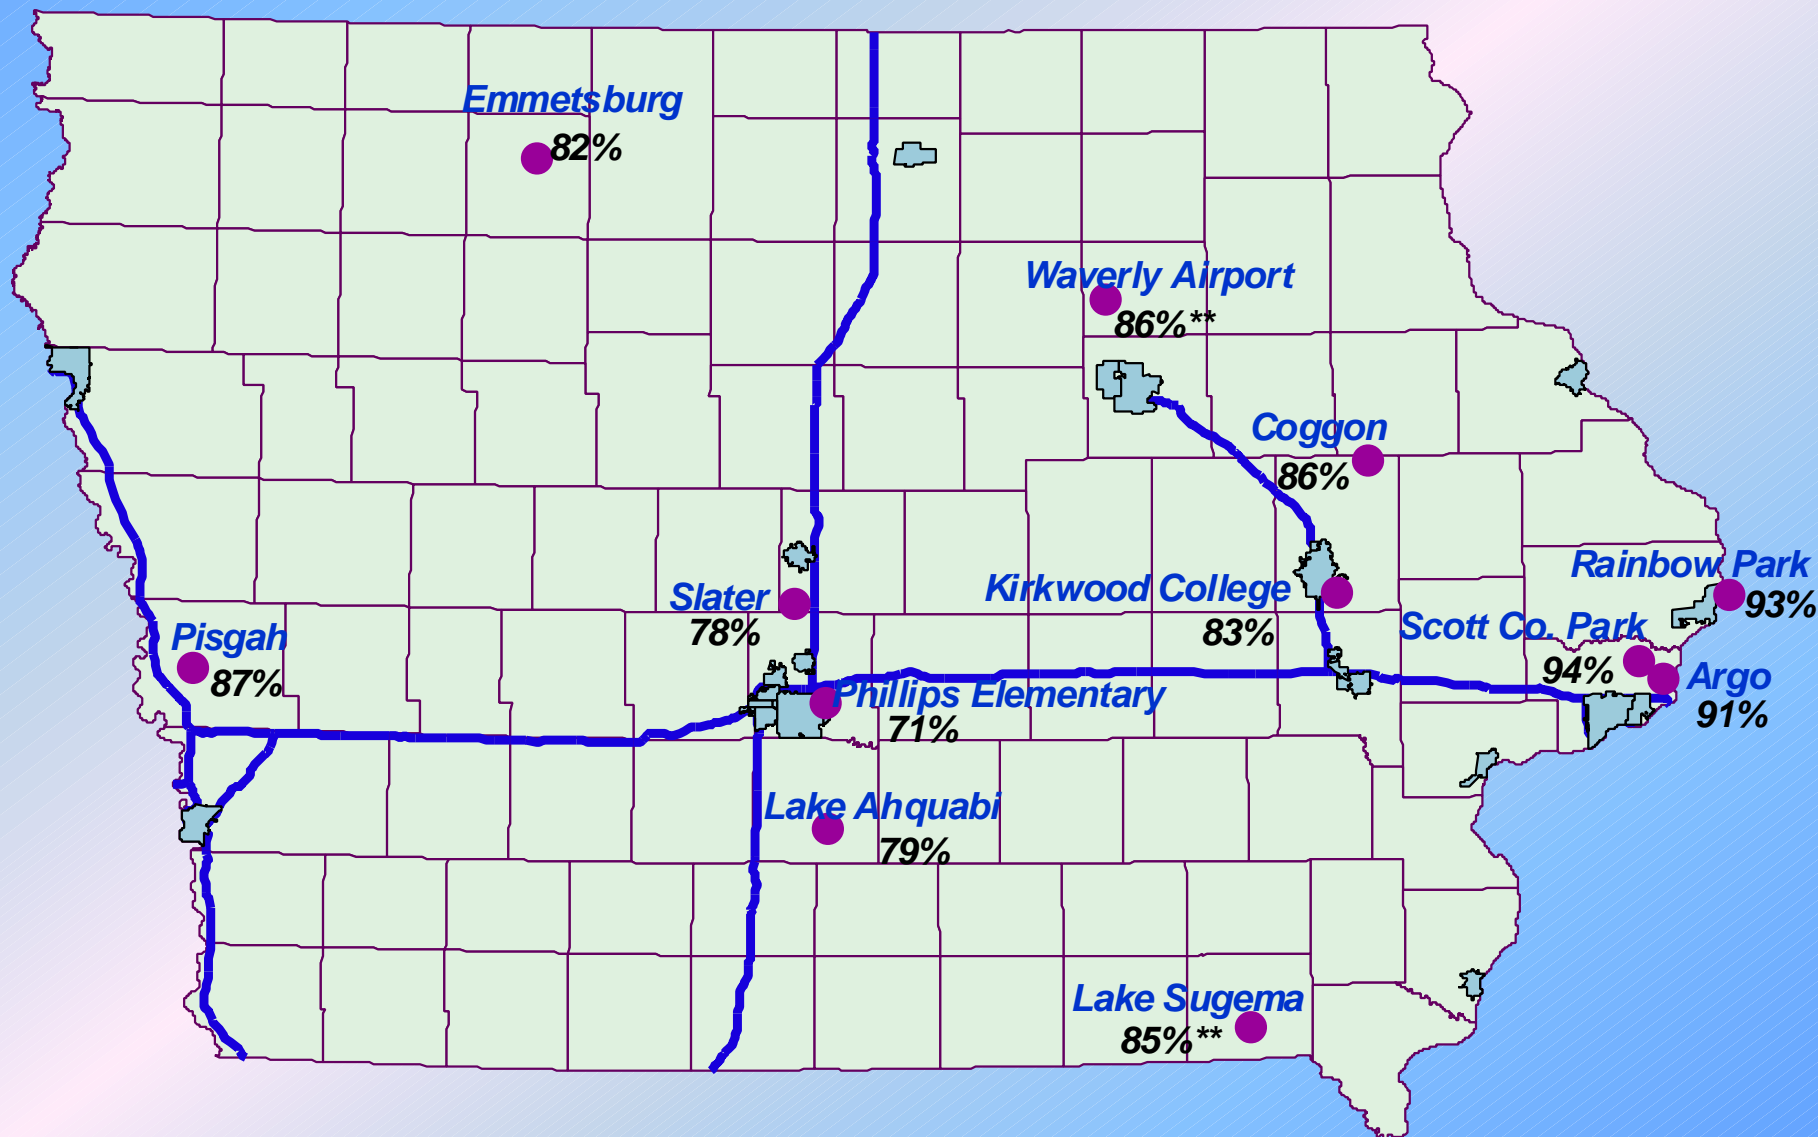 Emmetsburg
82%
Waverly Airport
86%**
Coggon
86%
Rainbow Park
93%
Slater
78%
Kirkwood College
83%
Scott Co. Park
94%
Pisgah
87%
Argo
91%
Phillips Elementary
71%
Lake Ahquabi
79%
Lake Sugema
85%**